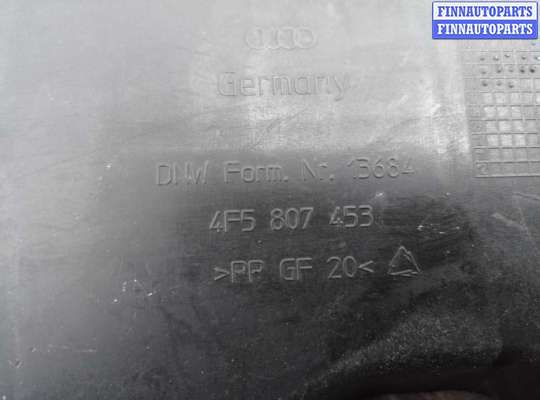 FINNAUTOPARTS
FINNAUTOPARTS
Germany
DNW Form. Nr. 13684
4F5 807 453
>PP GF 20<